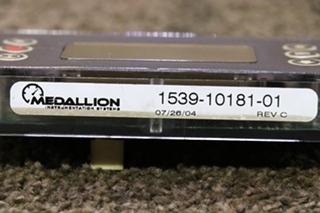 MEDALLION
INSTRUMENTATION SYSTEMS
1539-10181-01
07/26/04 REV C